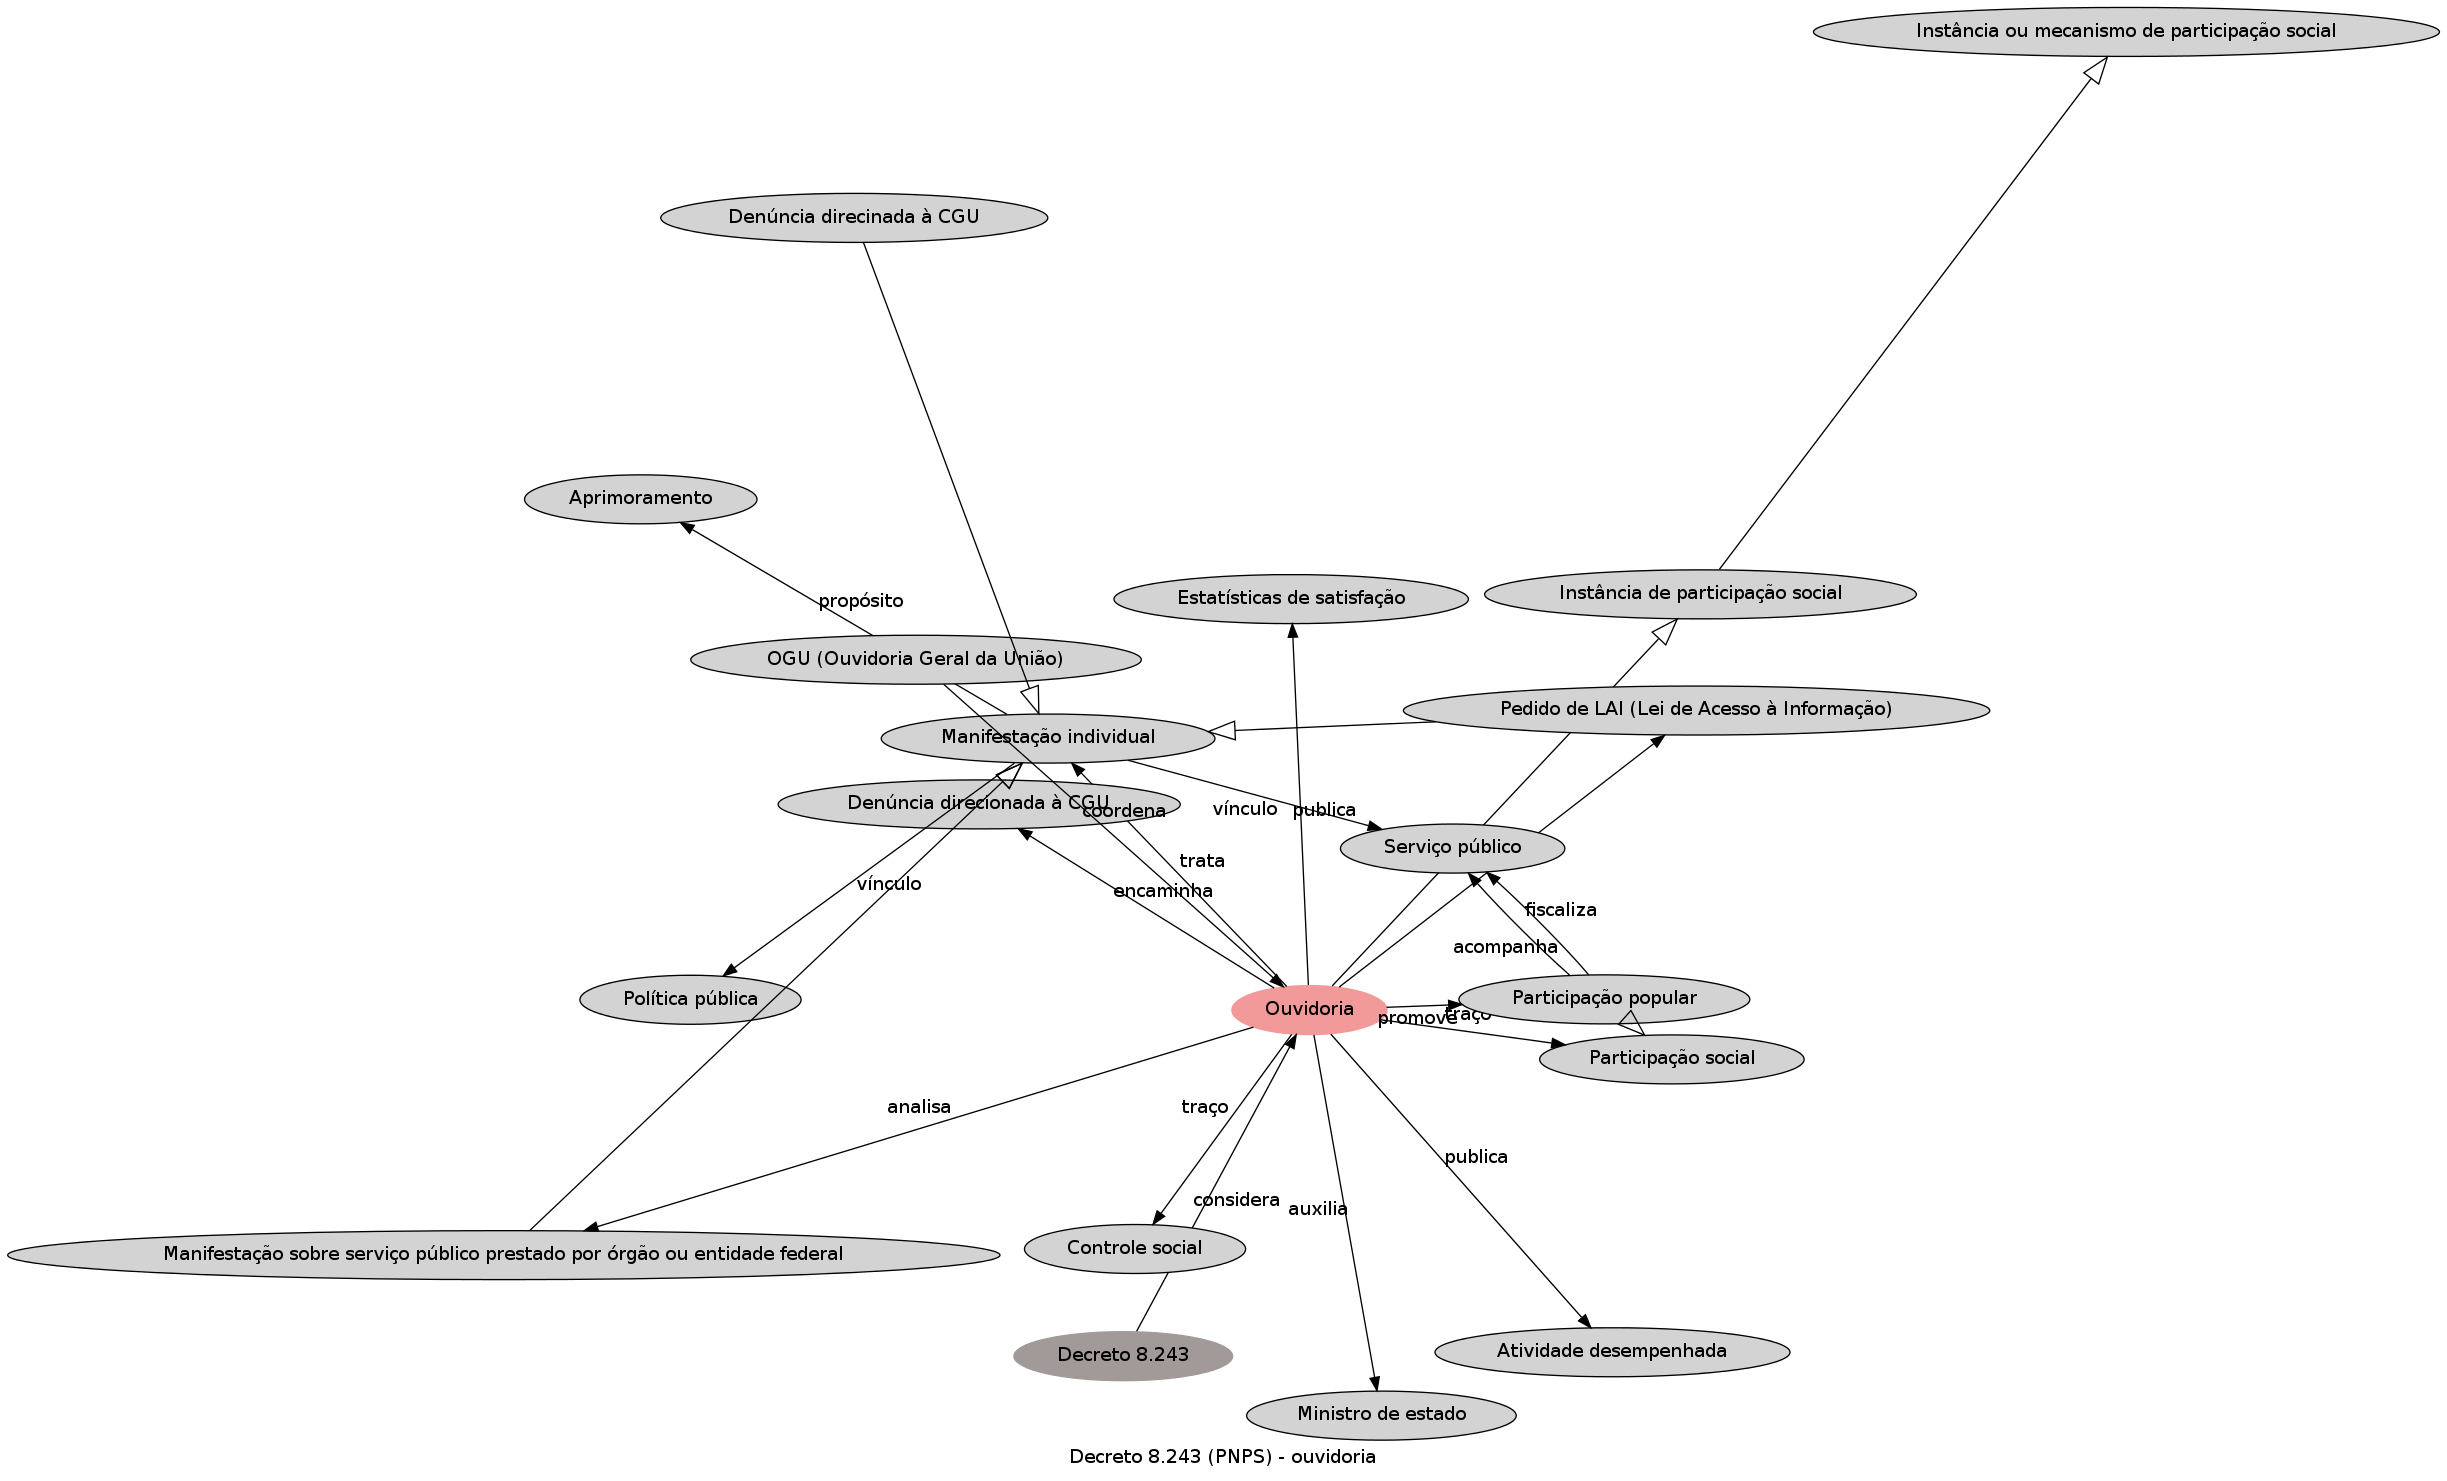 Instância ou mecanismo de participação social
Denúncia direcinada à CGU
Aprimoramento
Estatísticas de satisfação
Instância de participação social
propósito
OGU (Ouvidoria Geral da União)
Pedido de LAI (Lei de Acesso à Informação)
Manifestação individual
Denúncia direcionada à CGU
coordena
vínculo
publica
Serviço público
trata
vínculo
encaminha
fiscaliza
acompanha
Política pública
Ouvidoria
Participação popular
promove
traço
Participação social
analisa
traço
publica
considera
auxilia
Controle social
Manifestação sobre serviço público prestado por órgão ou entidade federal
Decreto 8.243
Atividade desempenhada
Ministro de estado
Decreto 8.243 (PNPS) - ouvidoria